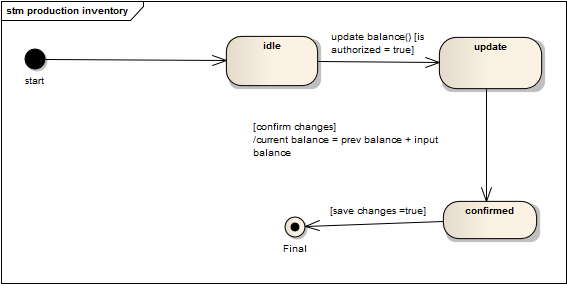 stm production inventory
idle
update balance() [is
authorized = true]
update
start
[confirm changes]
/current balance = prev balance + input
balance
[save changes =true]
confirmed
Final